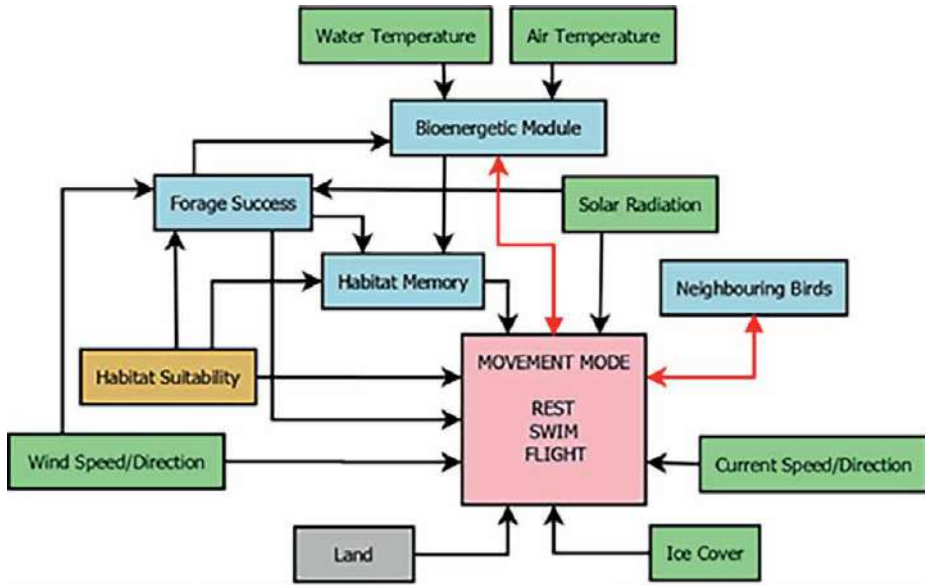 Water Temperature
Air Temperature
Bioenergetic Module
Forage Success
Solar Radiation
Habitat Memory
Neighbouring Birds
MOVEMENT MODE
REST
SWIM
FLIGHT
Habitat Suitability
Wind Speed/Direction
Current Speed/Direction
Land
Ice Cover